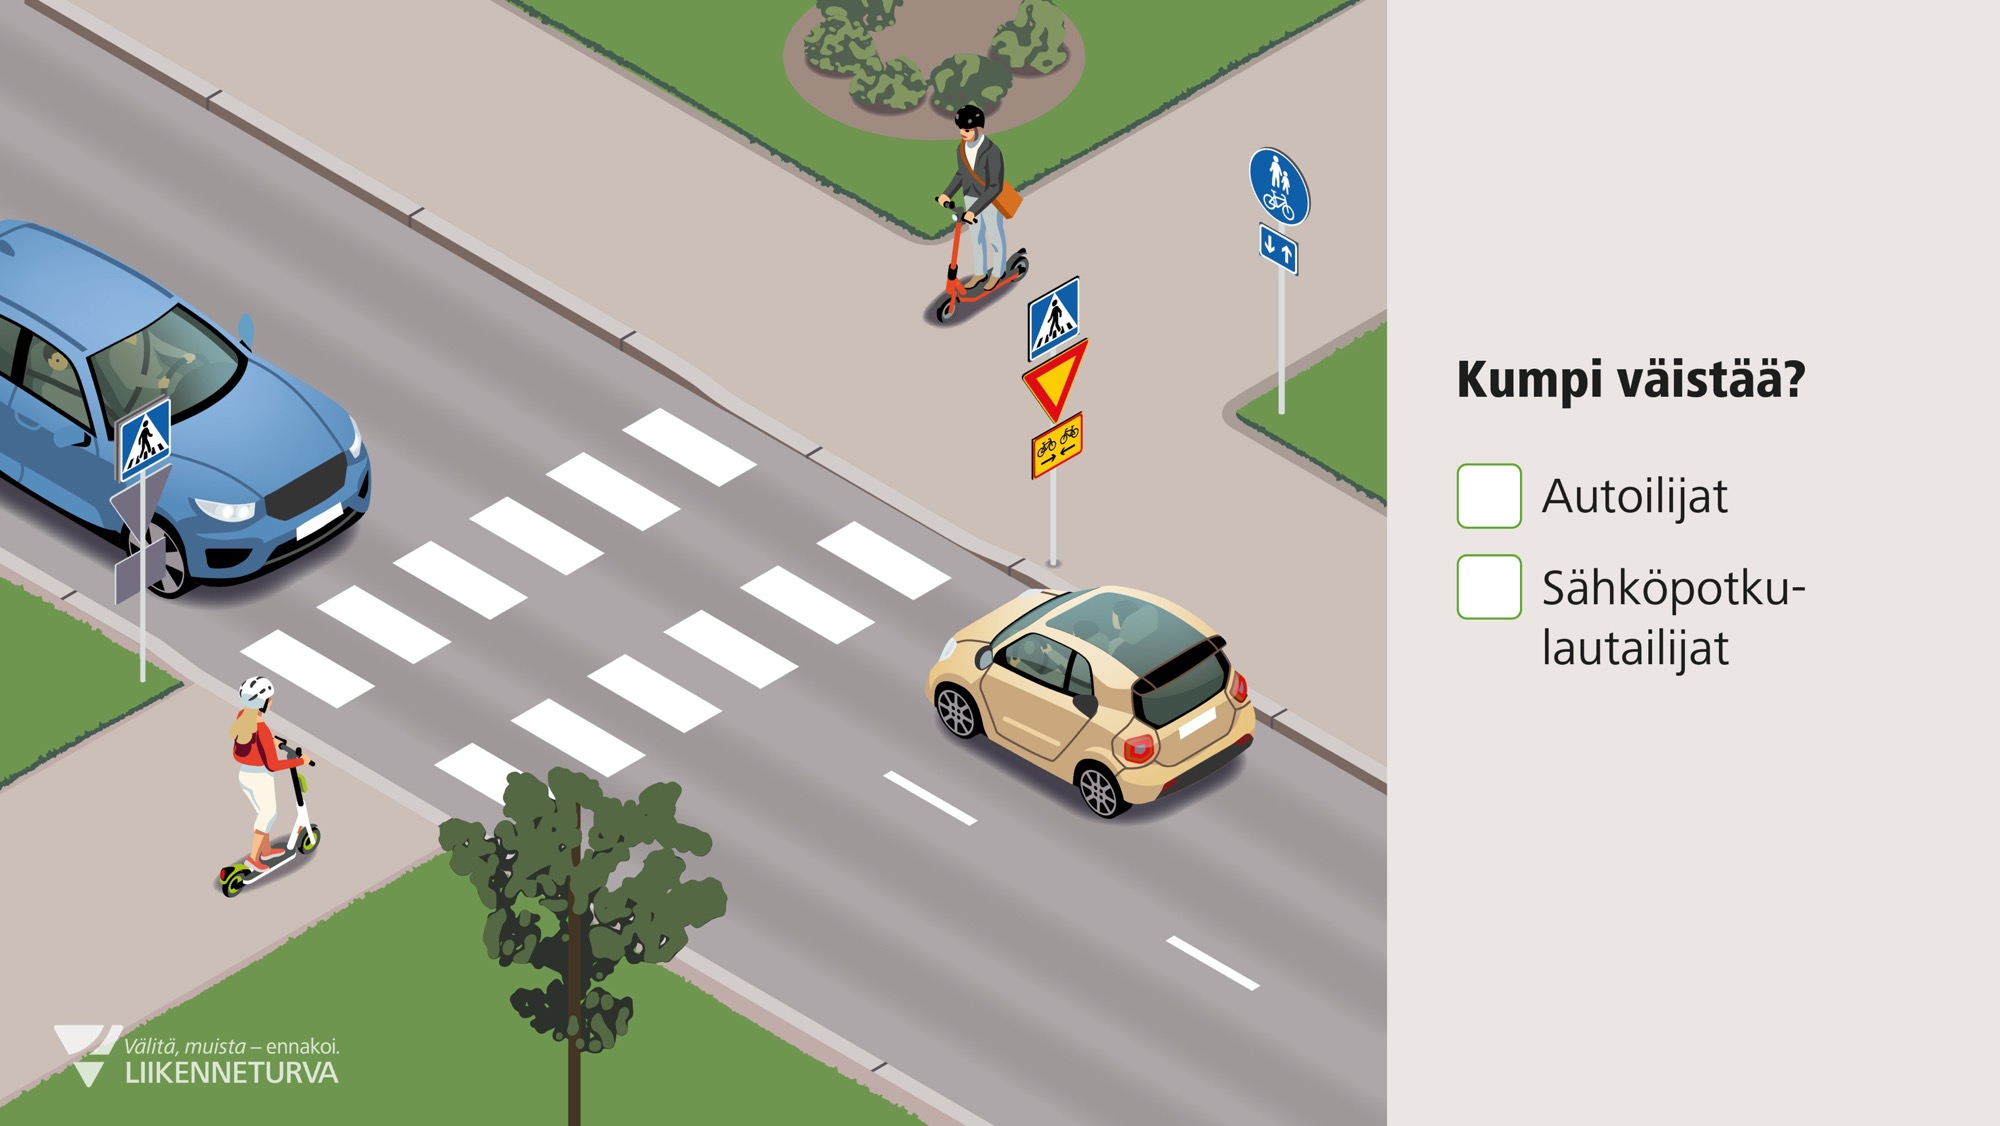 Kumpi väistää?
Autoilijat
Sähköpotku-
lautailijat
Välitä, muista – ennakoi.
LIIKENNETURVA